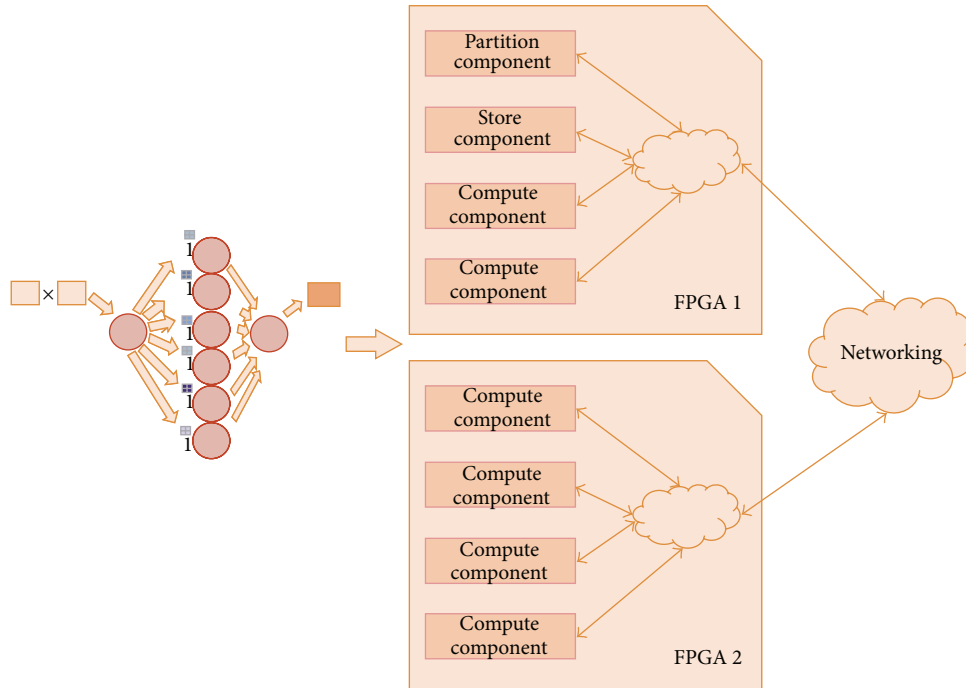 ×
1
1
1
1
1
1
Partition
component
Store
component
Compute
component
Compute
component
FPGA 1
Networking
Compute
component
Compute
component
Compute
component
Compute
component
FPGA 2